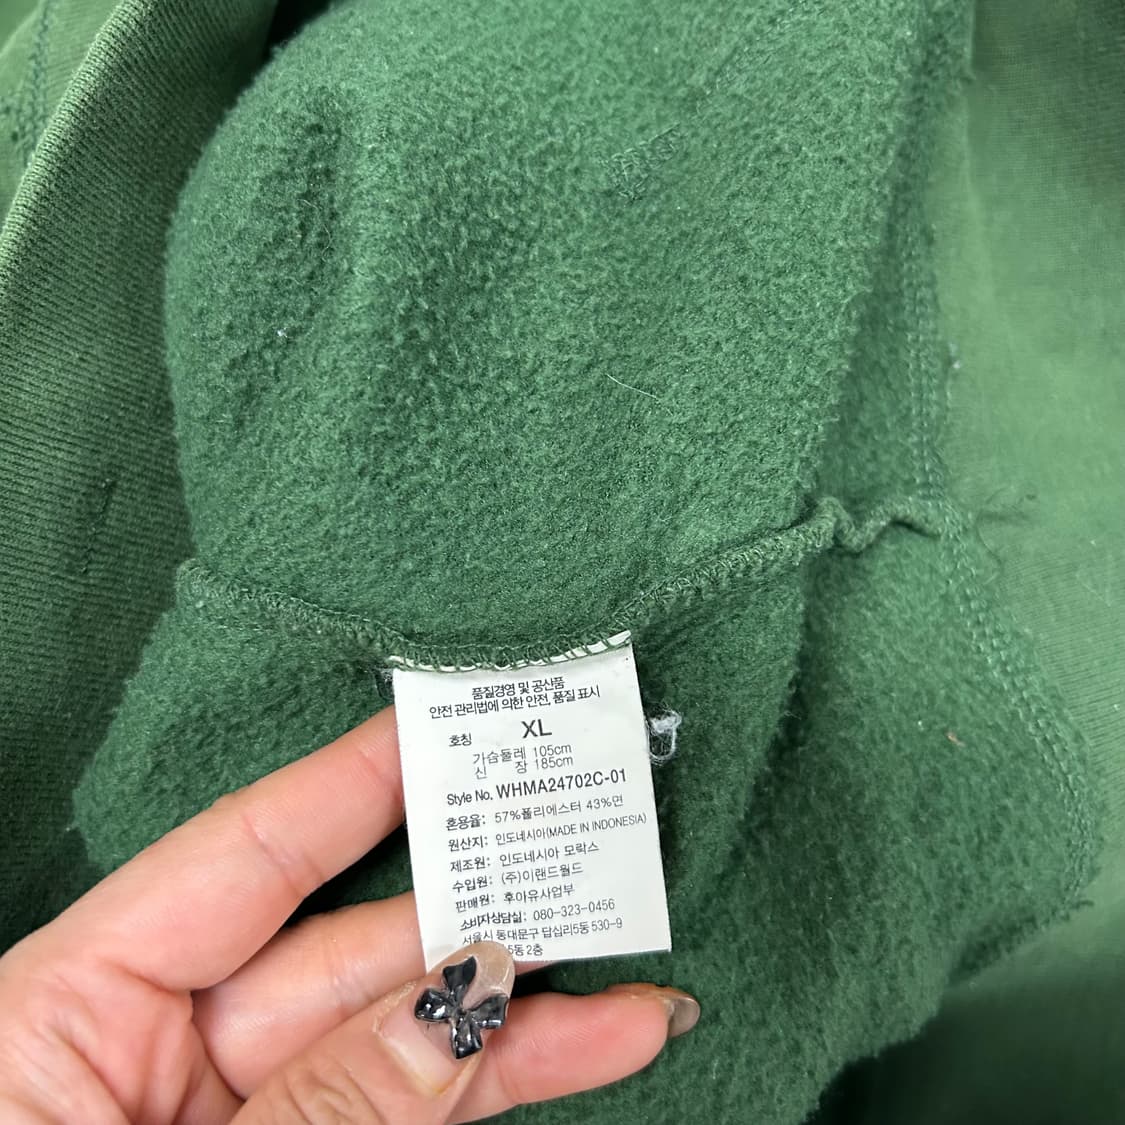 품질경영 및 공산품
안전 관리법에 의한 안전, 품질 표시
호칭 XL
가슴둘레 105cm
신 장 185cm
Style No. WHMA24702C-01
혼용율: 57%폴리에스터 43%면
원산지: 인도네시아(MADE IN INDONESIA)
제조원: 인도네시아 모락스
수입원: (주)이랜드월드
판매원: 후아유사업부
소비자상담실: 080-323-0456
서울시 동대문구 답십리5동 530-9
5동 2층